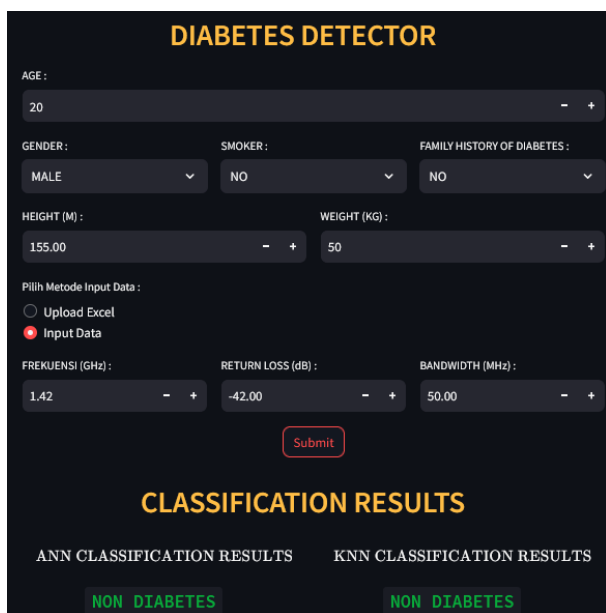 DIABETES DETECTOR
AGE :
20 - +
GENDER : SMOKER : FAMILY HISTORY OF DIABETES :
MALE NO NO
HEIGHT (M) : WEIGHT (KG) :
155.00 - + 50 - +
Pilih Metode Input Data :
Upload Excel
Input Data
FREKUENSI (GHz) : RETURN LOSS (dB) : BANDWIDTH (MHz) :
1.42 - + -42.00 - + 50.00 - +
Submit
CLASSIFICATION RESULTS
ANN CLASSIFICATION RESULTS KNN CLASSIFICATION RESULTS
NON DIABETES NON DIABETES